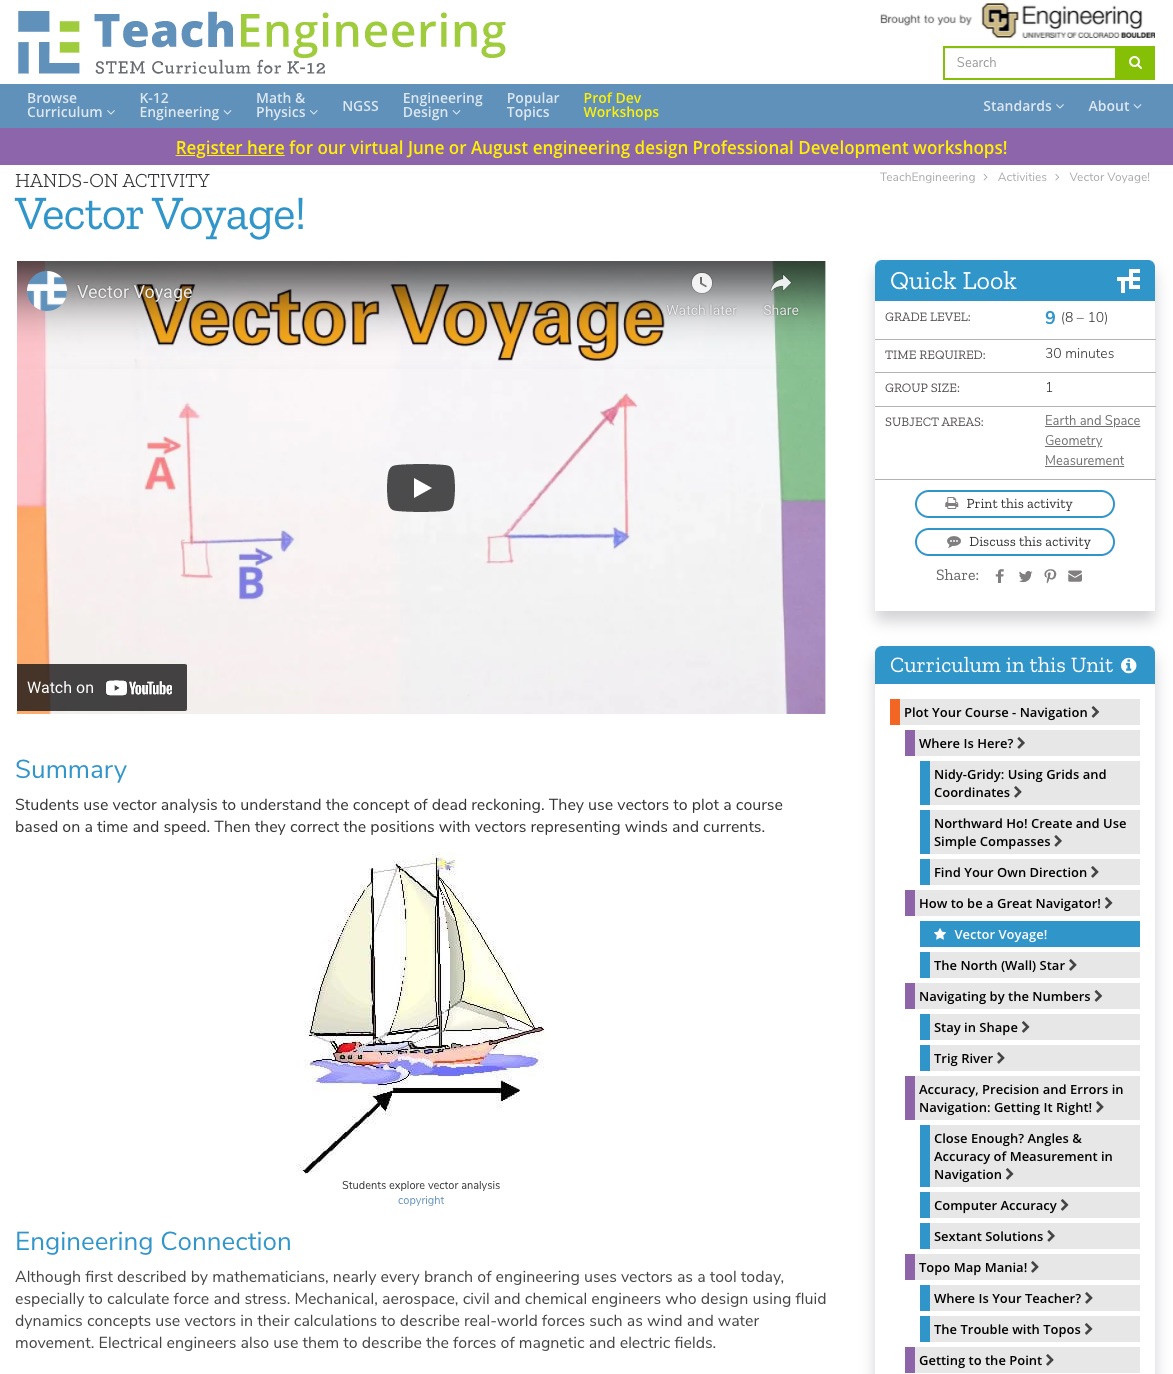 TeachEngineering
STEM Curriculum for K-12
Brought to you by CU Engineering
UNIVERSITY OF COLORADO BOULDER
Search
Browse Curriculum
K-12 Engineering
Math & Physics
NGSS
Engineering Design
Popular Topics
Prof Dev Workshops
Standards
About
Register here for our virtual June or August engineering design Professional Development workshops!
HANDS-ON ACTIVITY
TeachEngineering > Activities > Vector Voyage!
Vector Voyage!
Vector Voyage
Vector Voyage
Watch later
Share
A
B
Watch on YouTube
Summary
Students use vector analysis to understand the concept of dead reckoning. They use vectors to plot a course
based on a time and speed. Then they correct the positions with vectors representing winds and currents.
Students explore vector analysis
copyright
Engineering Connection
Although first described by mathematicians, nearly every branch of engineering uses vectors as a tool today,
especially to calculate force and stress. Mechanical, aerospace, civil and chemical engineers who design using fluid
dynamics concepts use vectors in their calculations to describe real-world forces such as wind and water
movement. Electrical engineers also use them to describe the forces of magnetic and electric fields.
Quick Look
GRADE LEVEL: 9 (8 – 10)
TIME REQUIRED: 30 minutes
GROUP SIZE: 1
SUBJECT AREAS: Earth and Space
Geometry
Measurement
Print this activity
Discuss this activity
Share:
Curriculum in this Unit
Plot Your Course - Navigation
Where Is Here?
Nidy-Gridy: Using Grids and
Coordinates
Northward Ho! Create and Use
Simple Compasses
Find Your Own Direction
How to be a Great Navigator!
Vector Voyage!
The North (Wall) Star
Navigating by the Numbers
Stay in Shape
Trig River
Accuracy, Precision and Errors in
Navigation: Getting It Right!
Close Enough? Angles &
Accuracy of Measurement in
Navigation
Computer Accuracy
Sextant Solutions
Topo Map Mania!
Where Is Your Teacher?
The Trouble with Topos
Getting to the Point